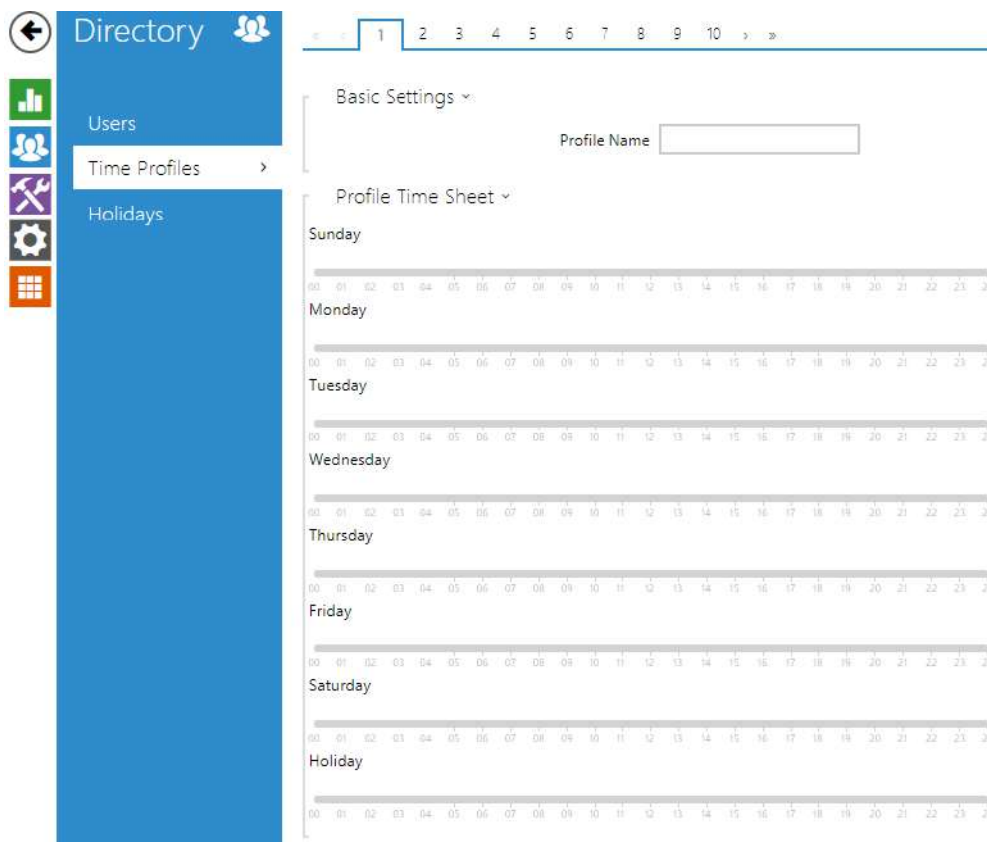 Directory
« ‹ 1 2 3 4 5 6 7 8 9 10 › »
Basic Settings
Users
Profile Name
Time Profiles ›
Profile Time Sheet
Holidays
Sunday
00 01 02 03 04 05 06 07 08 09 10 11 12 13 14 15 16 17 18 19 20 21 22 23 2
Monday
00 01 02 03 04 05 06 07 08 09 10 11 12 13 14 15 16 17 18 19 20 21 22 23 2
Tuesday
00 01 02 03 04 05 06 07 08 09 10 11 12 13 14 15 16 17 18 19 20 21 22 23 2
Wednesday
00 01 02 03 04 05 06 07 08 09 10 11 12 13 14 15 16 17 18 19 20 21 22 23 2
Thursday
00 01 02 03 04 05 06 07 08 09 10 11 12 13 14 15 16 17 18 19 20 21 22 23 2
Friday
00 01 02 03 04 05 06 07 08 09 10 11 12 13 14 15 16 17 18 19 20 21 22 23 2
Saturday
00 01 02 03 04 05 06 07 08 09 10 11 12 13 14 15 16 17 18 19 20 21 22 23 2
Holiday
00 01 02 03 04 05 06 07 08 09 10 11 12 13 14 15 16 17 18 19 20 21 22 23 2